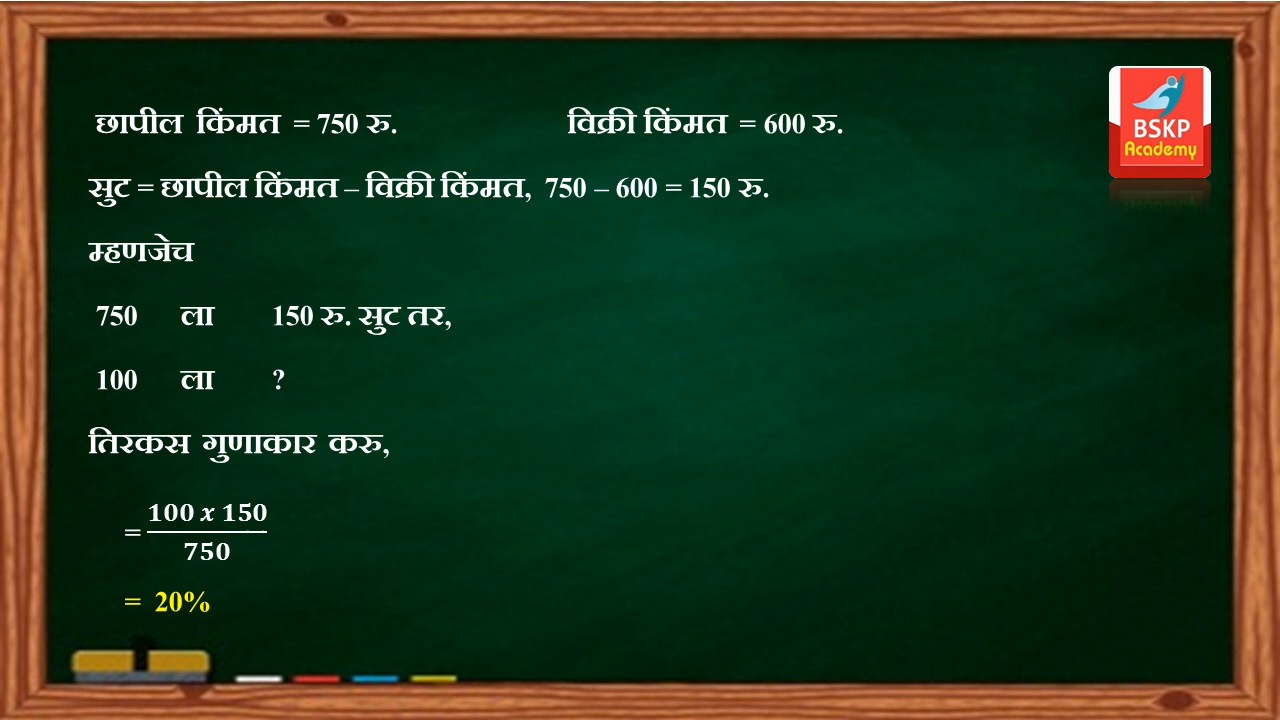 छापील किंमत = 750 रु. विक्री किंमत = 600 रु.
BSKP
Academy
सुट = छापील किंमत – विक्री किंमत, 750 – 600 = 150 रु.
म्हणजेच
750 ला 150 रु. सुट तर,
100 ला ?
तिरकस गुणाकार करु,
= 100 x 150 / 750
= 20%